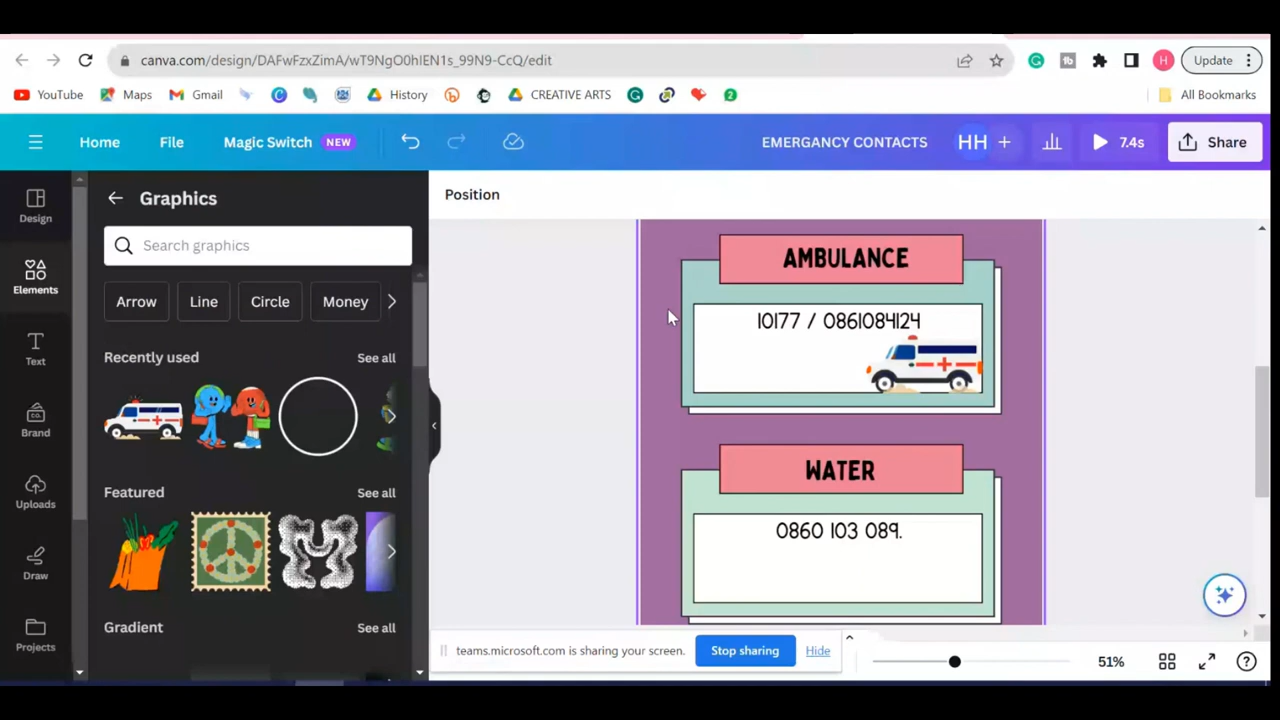 canva.com/design/DAFwFzxZimA/wT9NgO0hIEN1s_99N9-CcQ/edit
H
Update
YouTube
Maps
Gmail
History
CREATIVE ARTS
2
All Bookmarks
Home
File
Magic Switch NEW
EMERGANCY CONTACTS
HH
7.4s
Share
Design
Elements
Text
Brand
Uploads
Draw
Projects
Graphics
Search graphics
Arrow
Line
Circle
Money
Recently used
See all
Featured
See all
Gradient
See all
Position
AMBULANCE
10177 / 0861084124
WATER
0860 103 089.
teams.microsoft.com is sharing your screen.
Stop sharing
Hide
51%